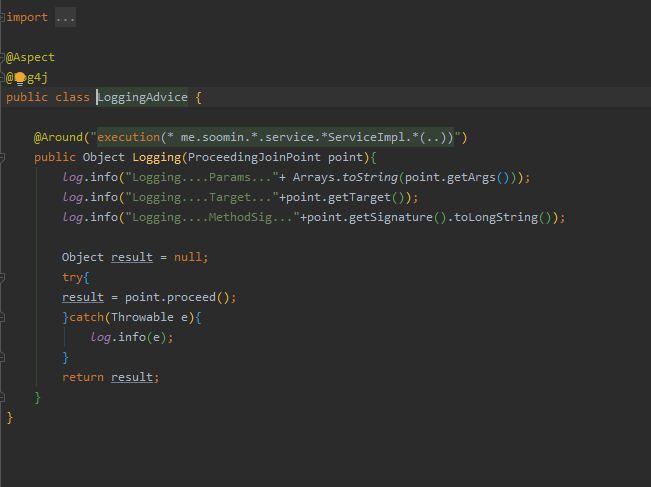 import ...
@Aspect
@g4j
public class LoggingAdvice {
@Around("execution(* me.soomin.*.service.*ServiceImpl.*(..))")
public Object Logging(ProceedingJoinPoint point){
log.info("Logging....Params..."+ Arrays.toString(point.getArgs()));
log.info("Logging....Target..."+point.getTarget());
log.info("Logging....MethodSig..."+point.getSignature().toLongString());
Object result = null;
try{
result = point.proceed();
}catch(Throwable e){
log.info(e);
}
return result;
}
}